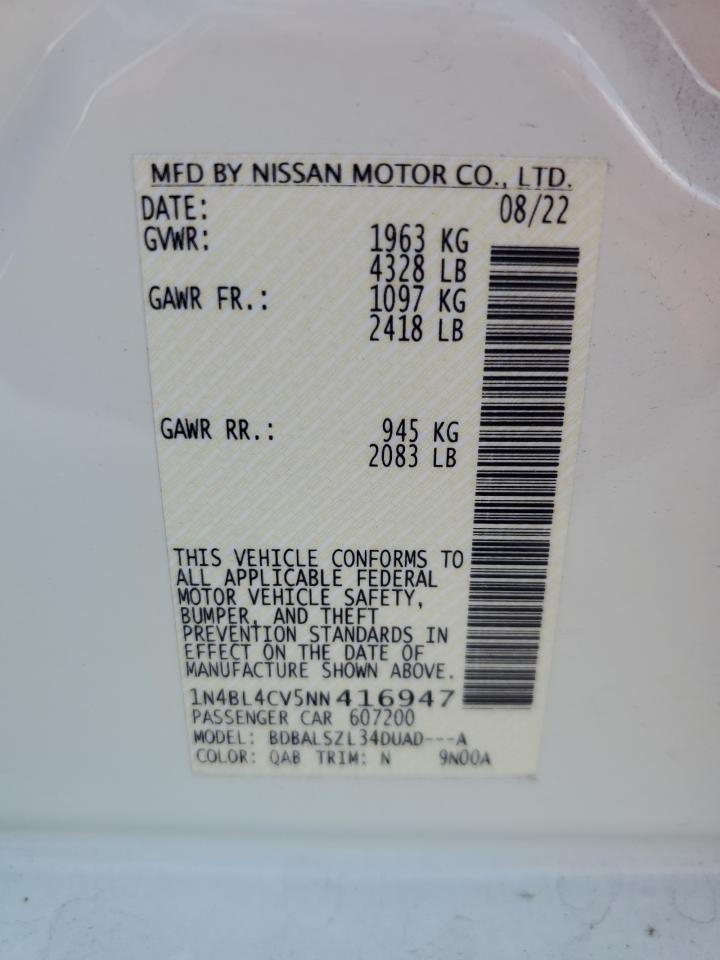 MFD BY NISSAN MOTOR CO., LTD.
DATE: 08/22
GVWR: 1963 KG
4328 LB
GAWR FR.: 1097 KG
2418 LB
GAWR RR.: 945 KG
2083 LB
THIS VEHICLE CONFORMS TO
ALL APPLICABLE FEDERAL
MOTOR VEHICLE SAFETY,
BUMPER, AND THEFT
PREVENTION STANDARDS IN
EFFECT ON THE DATE OF
MANUFACTURE SHOWN ABOVE.
1N4BL4CV5NN416947
PASSENGER CAR 607200
MODEL: BDBALSZL34DUAD---A
COLOR: QAB TRIM: N 9N00A